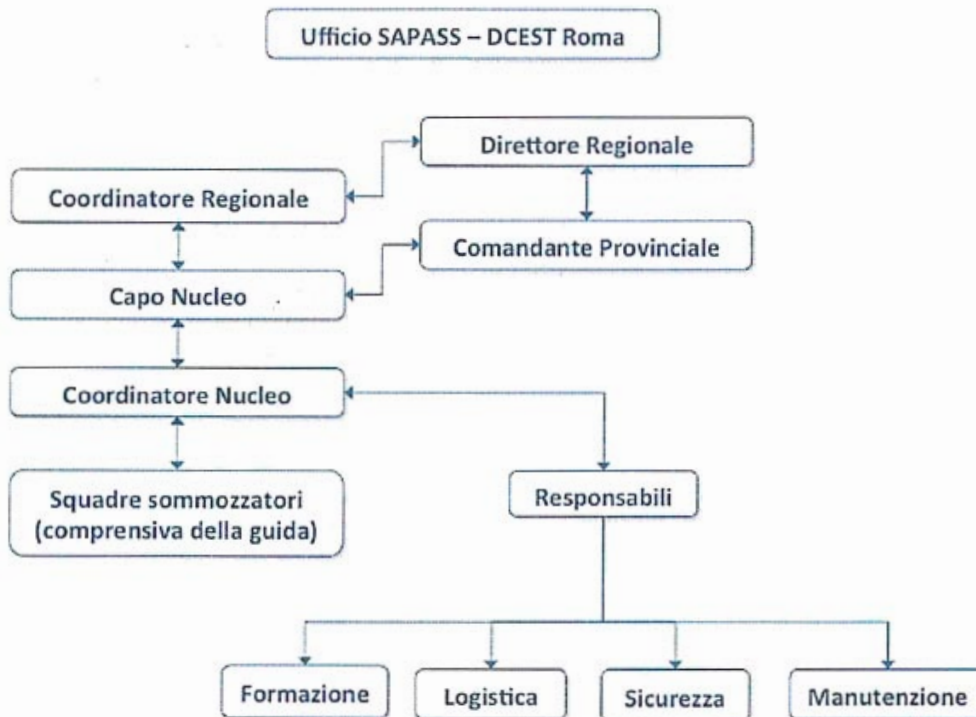 Ufficio SAPASS – DCEST Roma
Direttore Regionale
Coordinatore Regionale
Comandante Provinciale
Capo Nucleo
Coordinatore Nucleo
Squadre sommozzatori
(comprensiva della guida)
Responsabili
Formazione
Logistica
Sicurezza
Manutenzione